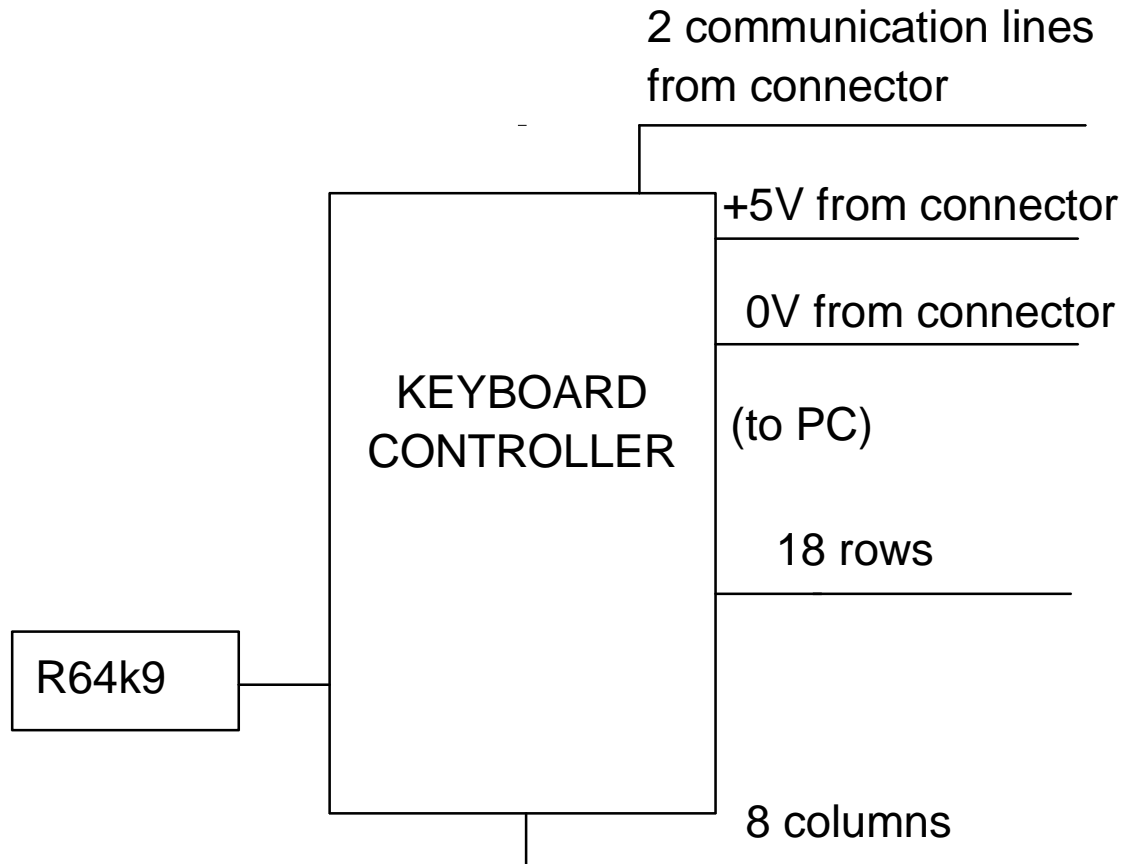 2 communication lines
from connector
+5V from connector
0V from connector
KEYBOARD
CONTROLLER
(to PC)
18 rows
R64k9
8 columns